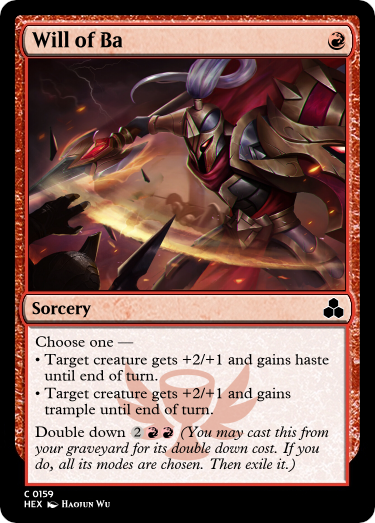 Will of Ba
Sorcery
Choose one —
• Target creature gets +2/+1 and gains haste
until end of turn.
• Target creature gets +2/+1 and gains
trample until end of turn.
Double down 2 (You may cast this from
your graveyard for its double down cost. If you
do, all its modes are chosen. Then exile it.)
C 0159
HEX Haojun Wu